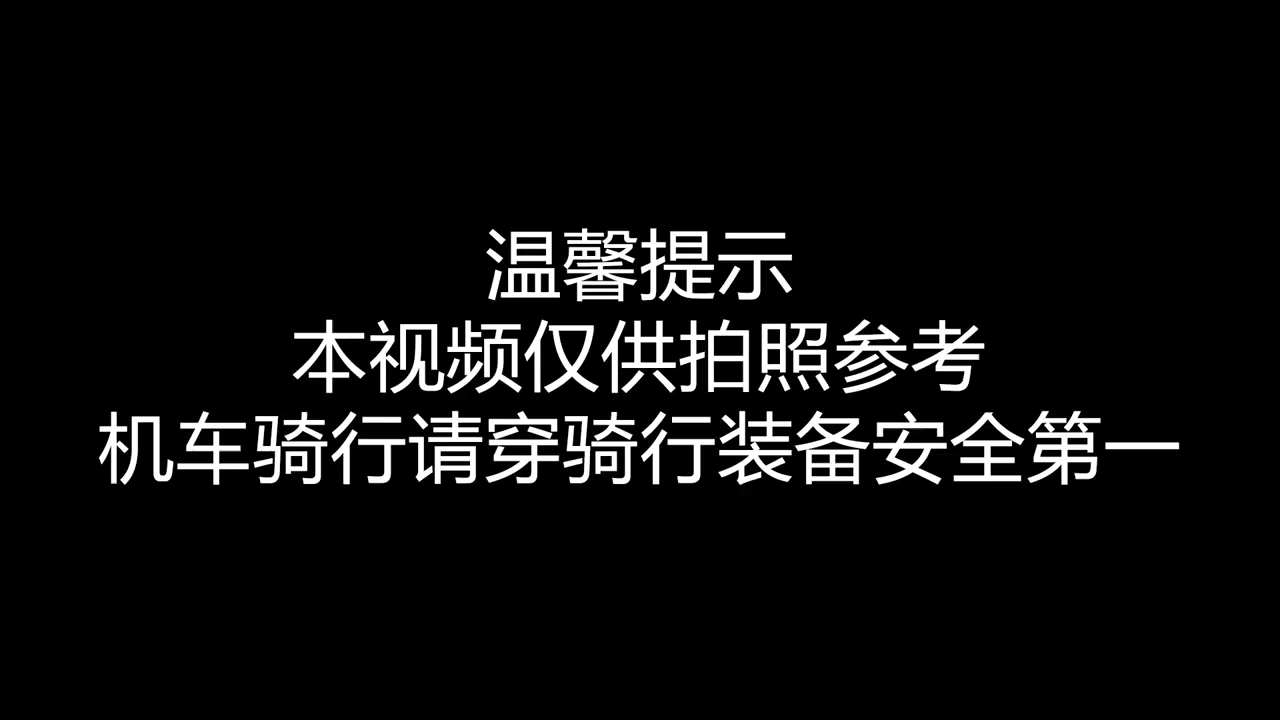 温馨提示
本视频仅供拍照参考
机车骑行请穿骑行装备安全第一